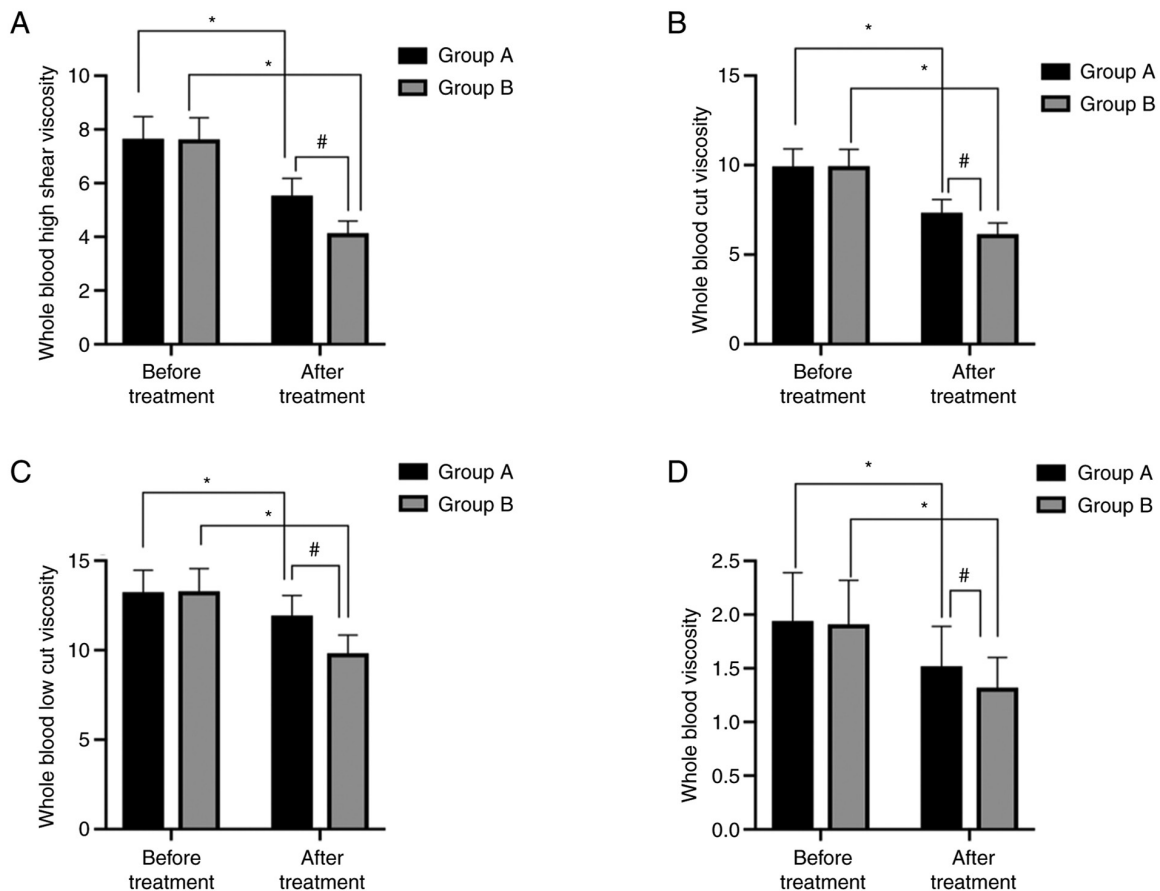 A
*
Group A
Group B
*
#
Whole blood high shear viscosity
10
8
6
4
2
0
Before
treatment
After
treatment
B
*
Group A
Group B
*
#
Whole blood cut viscosity
15
10
5
0
Before
treatment
After
treatment
C
*
Group A
Group B
*
#
Whole blood low cut viscosity
15
10
5
0
Before
treatment
After
treatment
D
*
Group A
Group B
*
#
Whole blood viscosity
2.5
2.0
1.5
1.0
0.5
0.0
Before
treatment
After
treatment